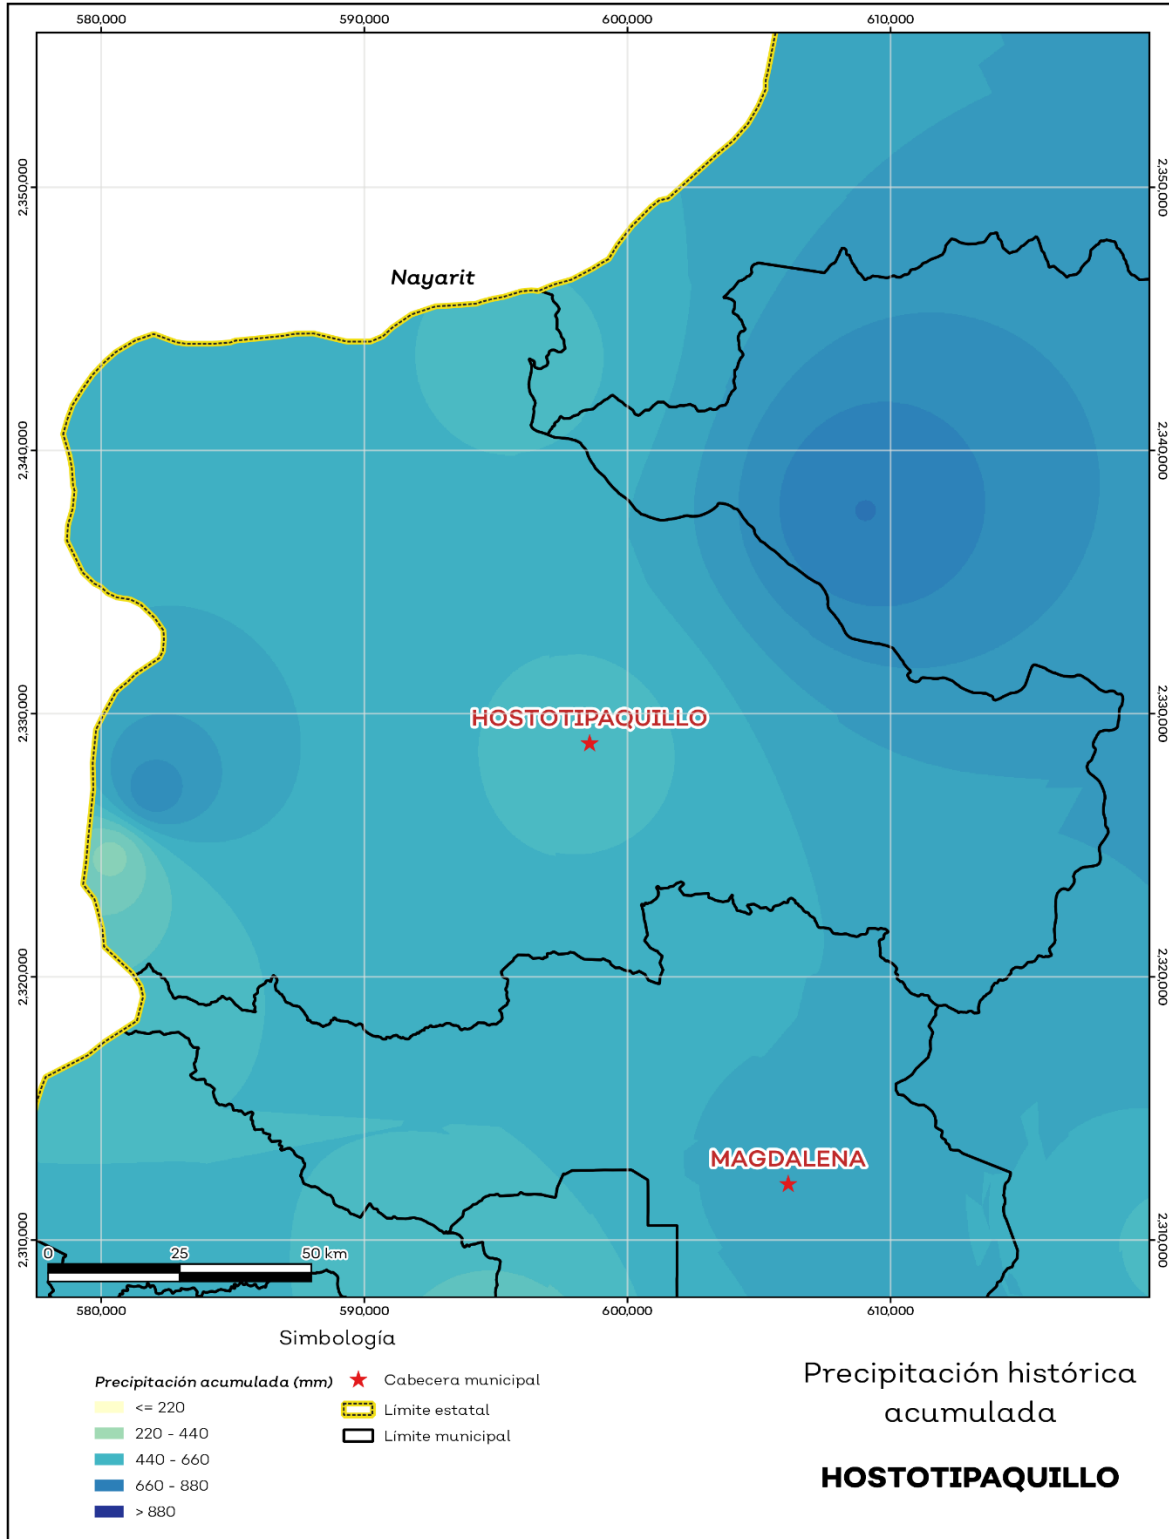 580,000
590,000
600,000
610,000
2,350,000
2,350,000
Nayarit
2,340,000
2,340,000
HOSTOTIPAQUILLO
2,330,000
2,330,000
2,320,000
2,320,000
MAGDALENA
2,310,000
2,310,000
0 25 50 km
580,000
590,000
600,000
610,000
Simbología
Precipitación acumulada (mm)
<= 220
220 - 440
440 - 660
660 - 880
> 880
Cabecera municipal
Límite estatal
Límite municipal
Precipitación histórica
acumulada
HOSTOTIPAQUILLO